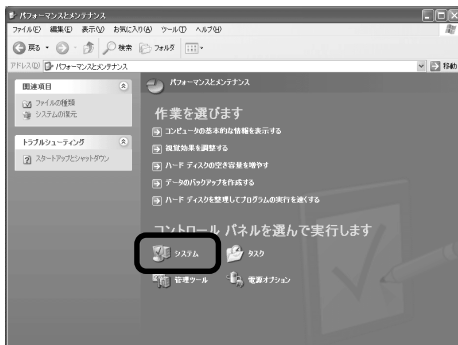 パフォーマンスとメンテナンス
ファイル(F) 編集(E) 表示(V) お気に入り(A) ツール(T) ヘルプ(H)
戻る 検索 フォルダ
アドレス(D) パフォーマンスとメンテナンス 移動
関連項目
ファイルの種類
システムの復元
トラブルシューティング
スタートアップとシャットダウン
パフォーマンスとメンテナンス
作業を選びます
コンピュータの基本的な情報を表示する
視覚効果を調整する
ハード ディスクの空き容量を増やす
データのバックアップを作成する
ハード ディスクを整理してプログラムの実行を速くする
コントロール パネルを選んで実行します
システム タスク
管理ツール 電源オプション